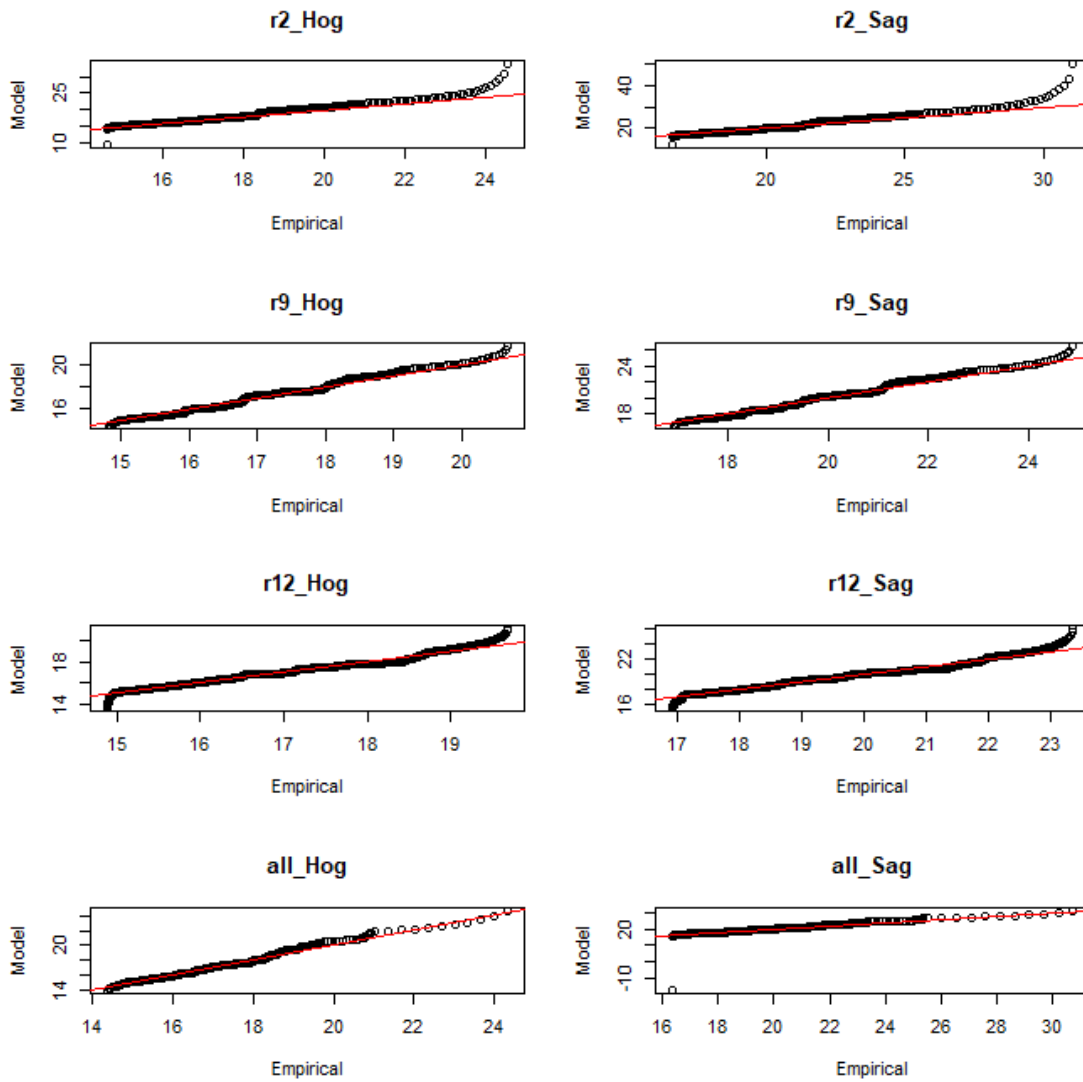 r2_Hog
Model
10 25
16 18 20 22 24
Empirical
r2_Sag
Model
20 40
20 25 30
Empirical
r9_Hog
Model
16 20
15 16 17 18 19 20
Empirical
r9_Sag
Model
18 24
18 20 22 24
Empirical
r12_Hog
Model
14 18
15 16 17 18 19
Empirical
r12_Sag
Model
16 22
17 18 19 20 21 22 23
Empirical
all_Hog
Model
14 20
14 16 18 20 22 24
Empirical
all_Sag
Model
-10 20
16 18 20 22 24 26 28 30
Empirical